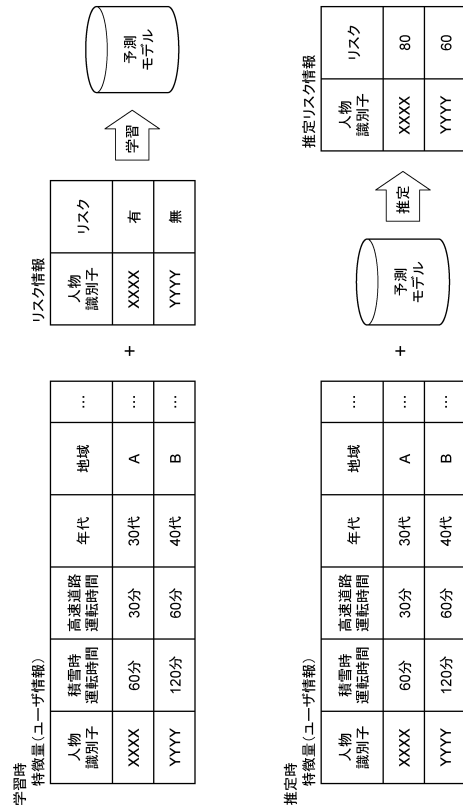 学習時
特徴量(ユーザ情報)
人物
識別子
積雪時
運転時間
高速道路
運転時間
年代
地域
…
XXXX
60分
30分
30代
A
…
YYYY
120分
60分
40代
B
…
+
リスク情報
人物
識別子
リスク
XXXX
有
YYYY
無
学習
予測
モデル
推定時
特徴量(ユーザ情報)
人物
識別子
積雪時
運転時間
高速道路
運転時間
年代
地域
…
XXXX
60分
30分
30代
A
…
YYYY
120分
60分
40代
B
…
+
予測
モデル
推定
推定リスク情報
人物
識別子
リスク
XXXX
80
YYYY
60